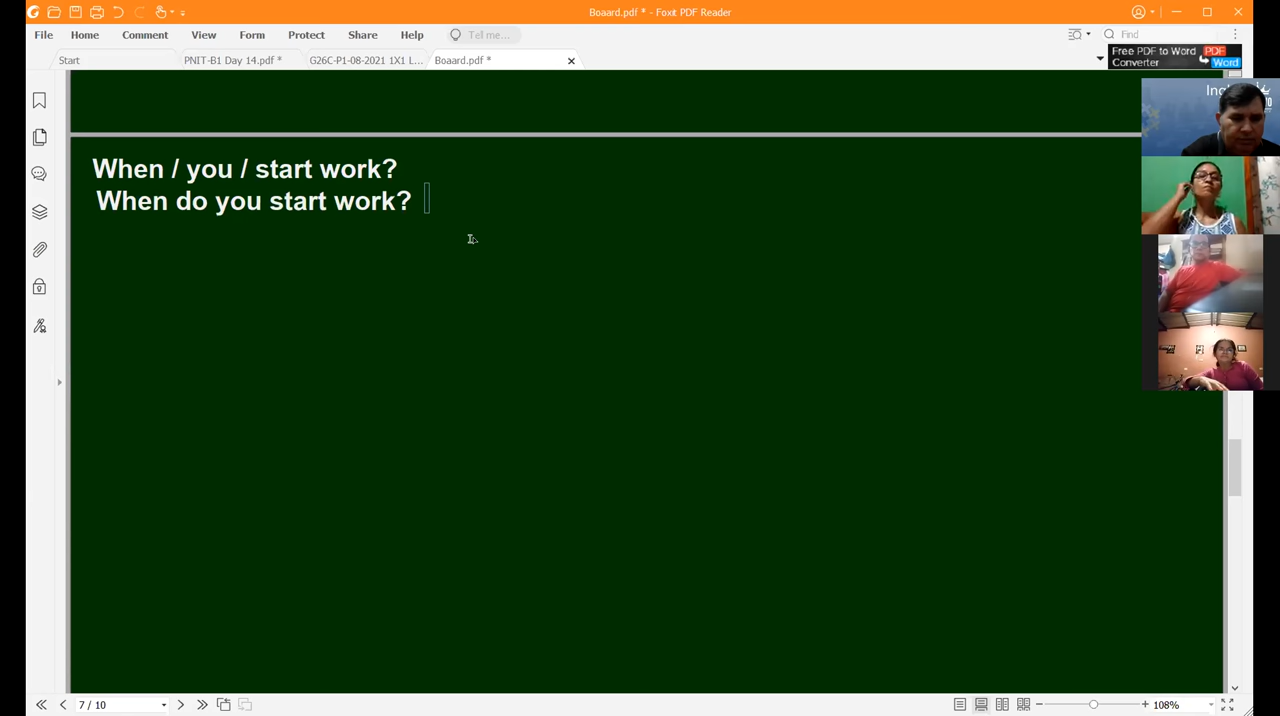 Boaard.pdf * - Foxit PDF Reader
File Home Comment View Form Protect Share Help Tell me... Find
Start PNIT-B1 Day 14.pdf * G26C-P1-08-2021 1X1 L... Boaard.pdf *
Free PDF to Word PDF
Converter Word
When / you / start work?
When do you start work?
7 / 10
108%